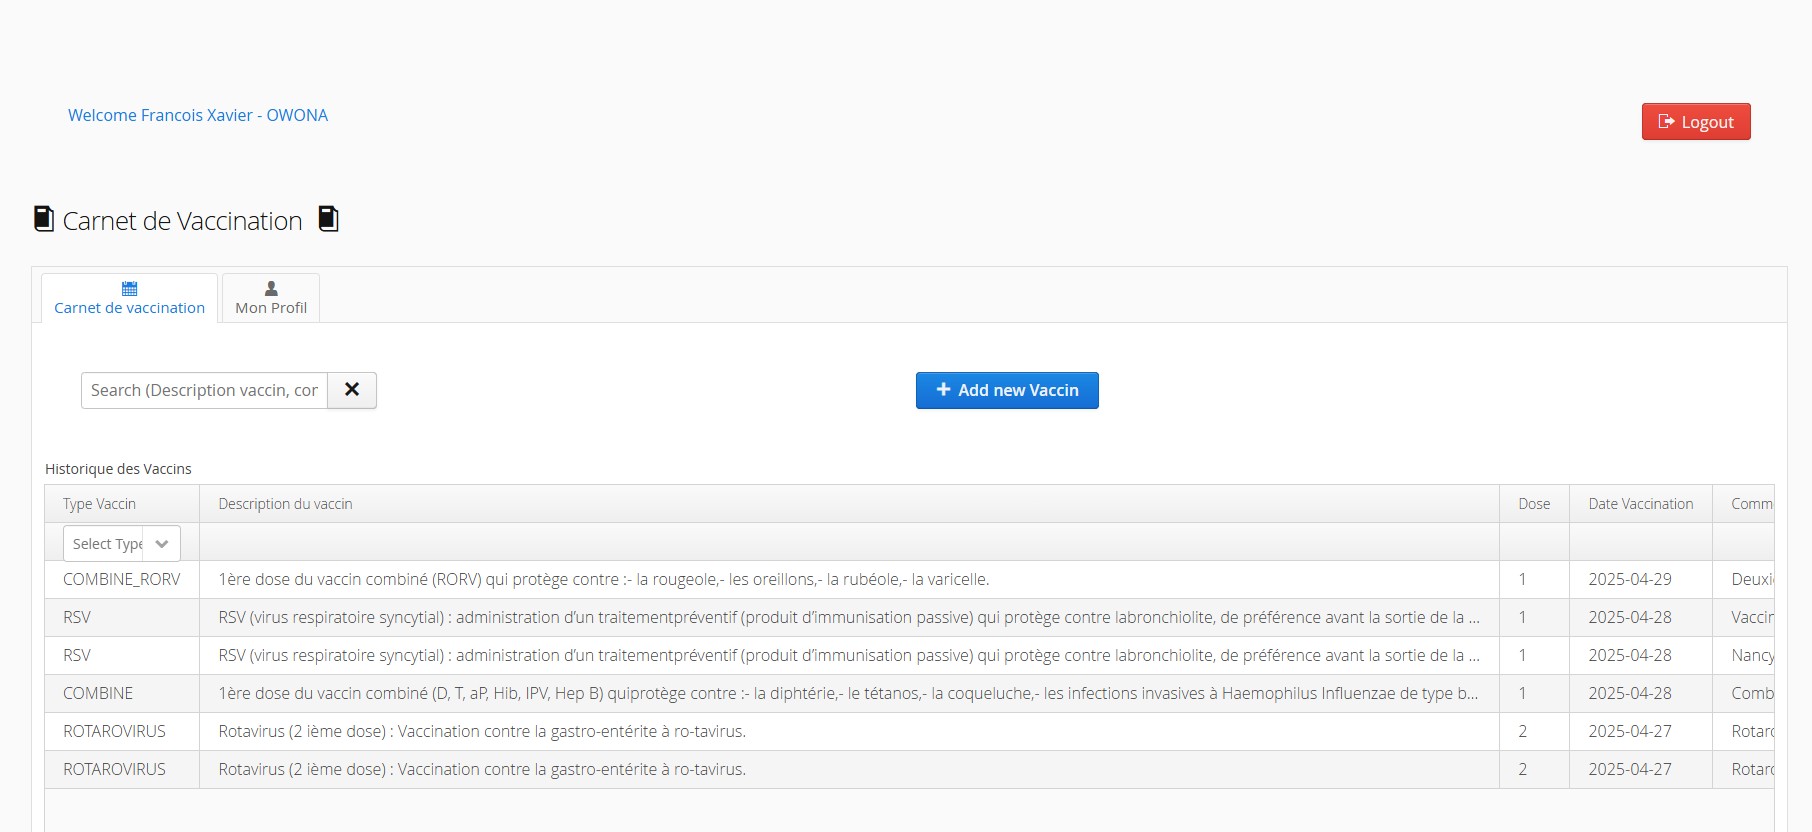 Welcome Francois Xavier - OWONA
Logout
Carnet de Vaccination
Carnet de vaccination
Mon Profil
Search (Description vaccin, cor
Add new Vaccin
Historique des Vaccins
Type Vaccin Description du vaccin Dose Date Vaccination Comm
Select Type
COMBINE_RORV 1ère dose du vaccin combiné (RORV) qui protège contre :- la rougeole,- les oreillons,- la rubéole,- la varicelle. 1 2025-04-29 Deuxi
RSV RSV (virus respiratoire syncytial) : administration d’un traitementpréventif (produit d’immunisation passive) qui protège contre labronchiolite, de préférence avant la sortie de la ... 1 2025-04-28 Vaccin
RSV RSV (virus respiratoire syncytial) : administration d’un traitementpréventif (produit d’immunisation passive) qui protège contre labronchiolite, de préférence avant la sortie de la ... 1 2025-04-28 Nancy
COMBINE 1ère dose du vaccin combiné (D, T, aP, Hib, IPV, Hep B) quiprotège contre :- la diphtérie,- le tétanos,- la coqueluche,- les infections invasives à Haemophilus Influenzae de type b... 1 2025-04-28 Comb
ROTAROVIRUS Rotavirus (2 ième dose) : Vaccination contre la gastro-entérite à ro-tavirus. 2 2025-04-27 Rotaro
ROTAROVIRUS Rotavirus (2 ième dose) : Vaccination contre la gastro-entérite à ro-tavirus. 2 2025-04-27 Rotaro